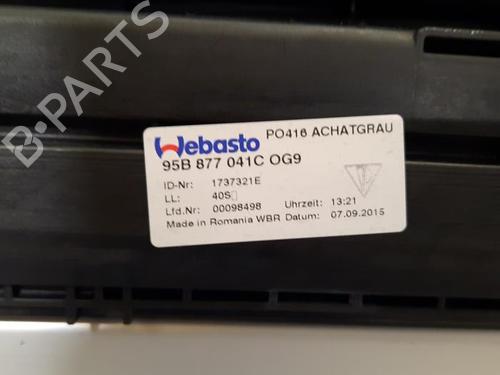 B-PARTS
Webasto PO416 ACHATGRAU
95B 877 041C OG9
ID-Nr: 1737321E
LL: 40S
Lfd.Nr: 00098498 Uhrzeit: 13:21
Made in Romania WBR Datum: 07.09.2015